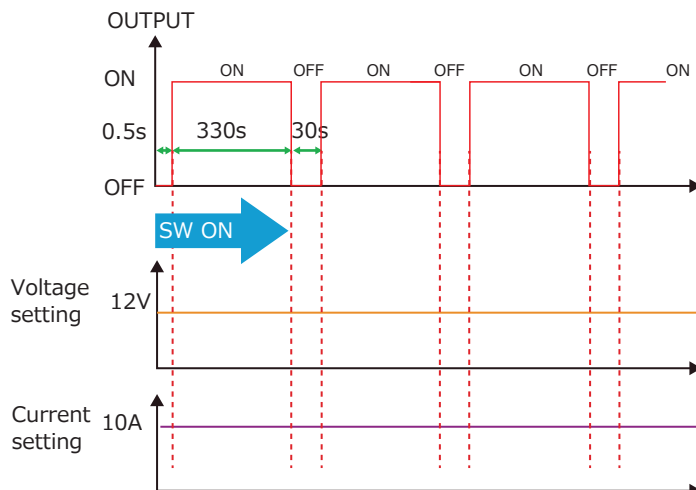 OUTPUT
ON
ON OFF ON OFF ON OFF ON
0.5s 330s 30s
OFF
SW ON
Voltage
setting
12V
Current
setting
10A